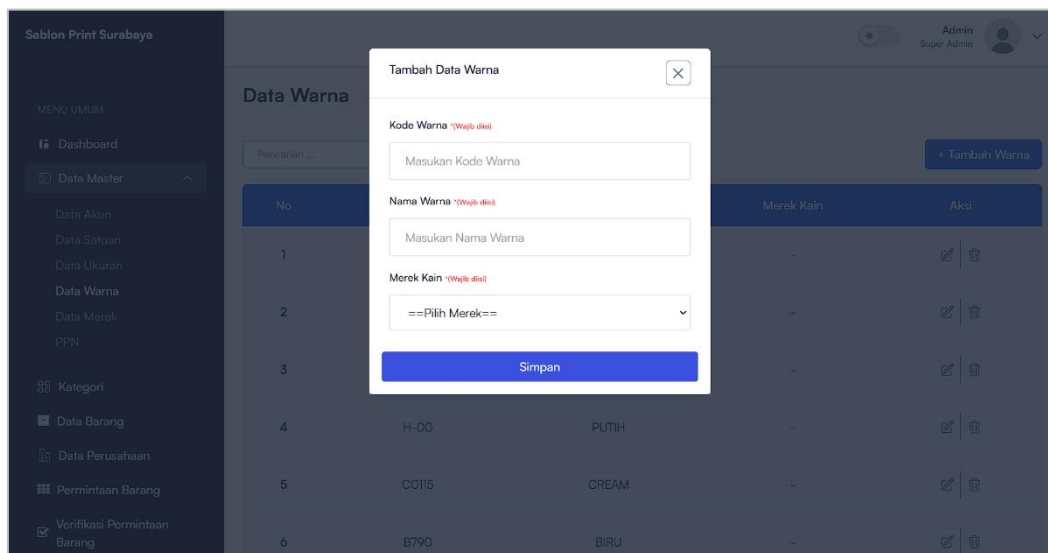 Sablon Print Surabaya
Admin
Super Admin
MENU UMUM
Dashboard
Data Master
Data Akun
Data Satuan
Data Ukuran
Data Warna
Data Merek
PPN
Kategori
Data Barang
Data Perusahaan
Permintaan Barang
Verifikasi Permintaan
Barang
Data Warna
Pencarian ...
+ Tambah Warna
No Merek Kain Aksi
1 -
2 -
3 -
4 H-00 PUTIH -
5 C0115 CREAM -
6 B790 BIRU -
Tambah Data Warna
Kode Warna *(Wajib diisi)
Masukan Kode Warna
Nama Warna *(Wajib diisi)
Masukan Nama Warna
Merek Kain *(Wajib diisi)
==Pilih Merek==
Simpan